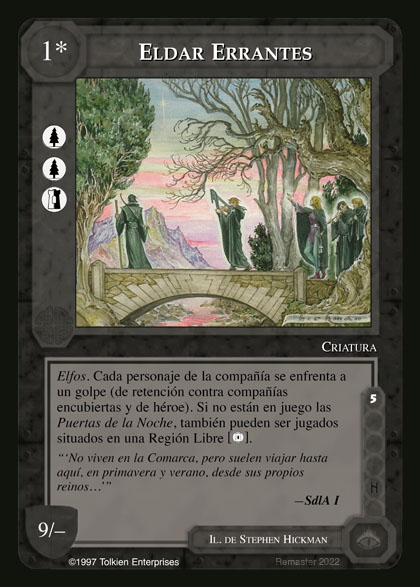 1*
ELDAR ERRANTES
CRIATURA
Elfos. Cada personaje de la compañía se enfrenta a
un golpe (de retención contra compañías
encubiertas y de héroe). Si no están en juego las
Puertas de la Noche, también pueden ser jugados
situados en una Región Libre [ ].
“‘No viven en la Comarca, pero suelen viajar hasta
aquí, en primavera y verano, desde sus propios
reinos…’”
—SdlA I
5
H
9/–
IL. DE STEPHEN HICKMAN
©1997 Tolkien Enterprises
Remaster 2022